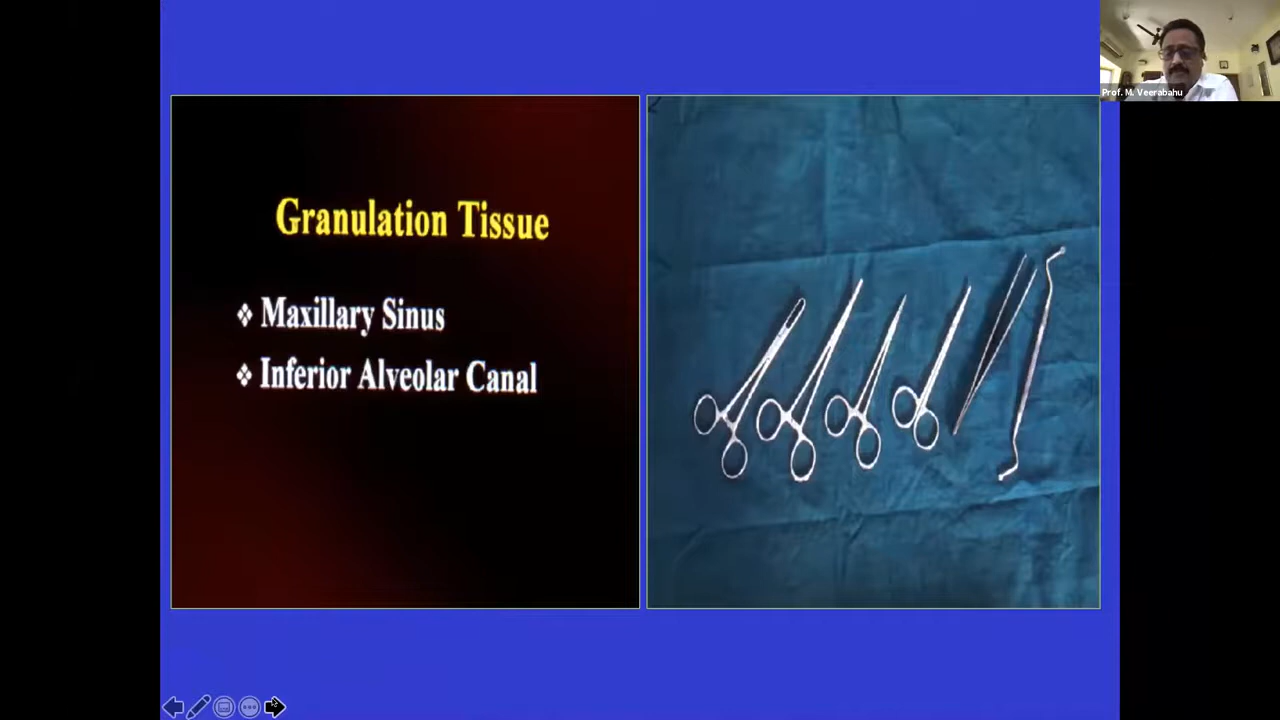 Granulation Tissue
Maxillary Sinus
Inferior Alveolar Canal
Prof. M. Veerabahu